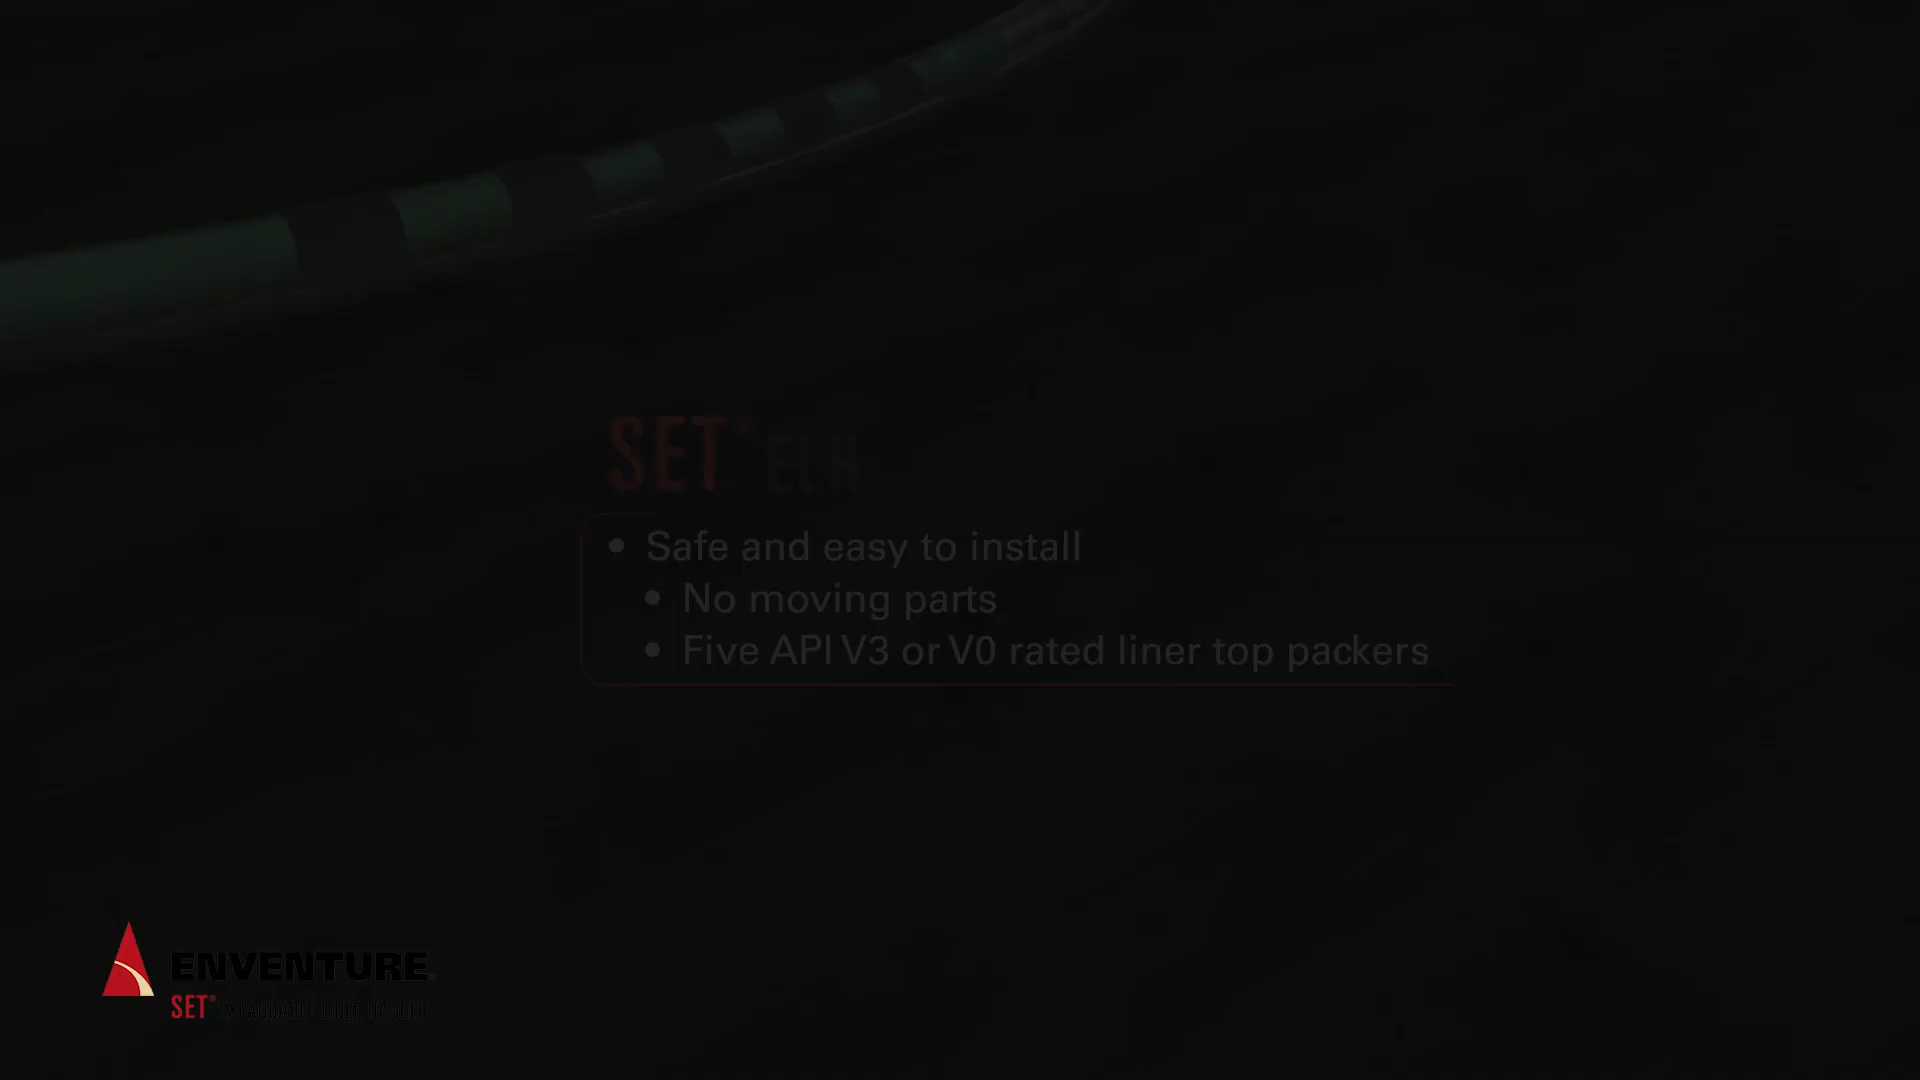 SET® ELH
• Safe and easy to install
• No moving parts
• Five API V3 or V0 rated liner top packers
ENVENTURE®
SET® EXPANDABLE LINER HANGER